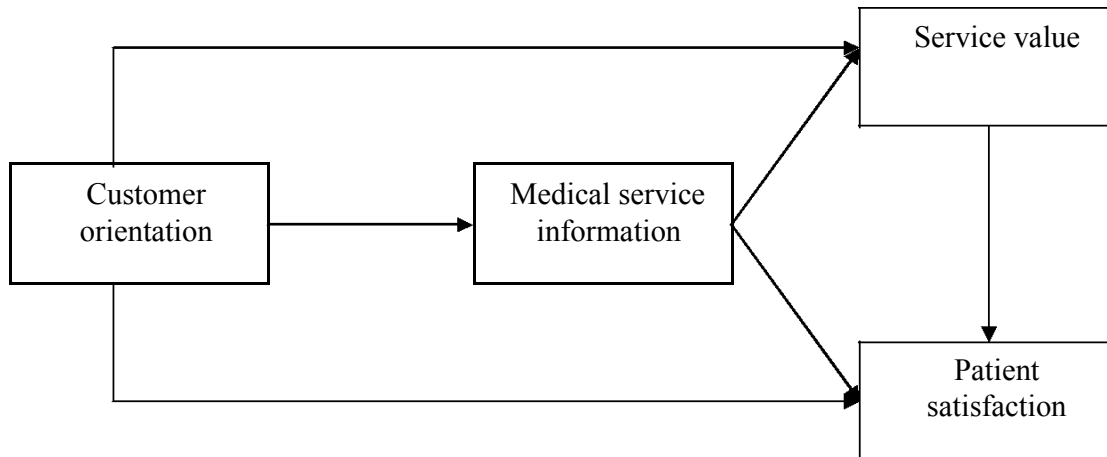 Service value
Customer
orientation
Medical service
information
Patient
satisfaction